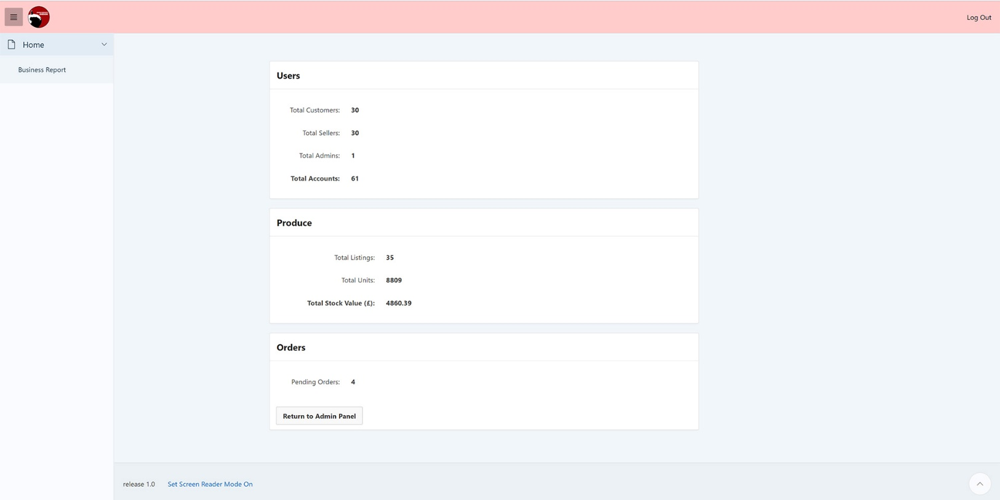 Log Out
Home
Business Report
Users
Total Customers: 30
Total Sellers: 30
Total Admins: 1
Total Accounts: 61
Produce
Total Listings: 35
Total Units: 8809
Total Stock Value (£): 4860.39
Orders
Pending Orders: 4
Return to Admin Panel
release 1.0 Set Screen Reader Mode On